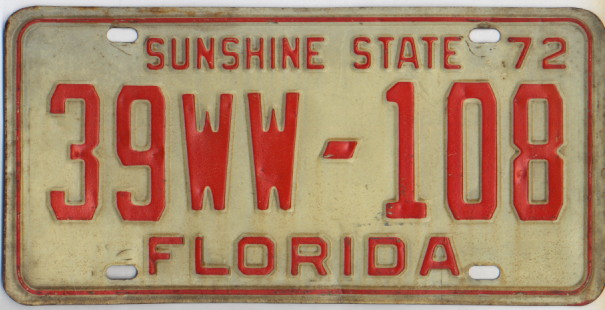 SUNSHINE STATE 72
39WW-108
FLORIDA